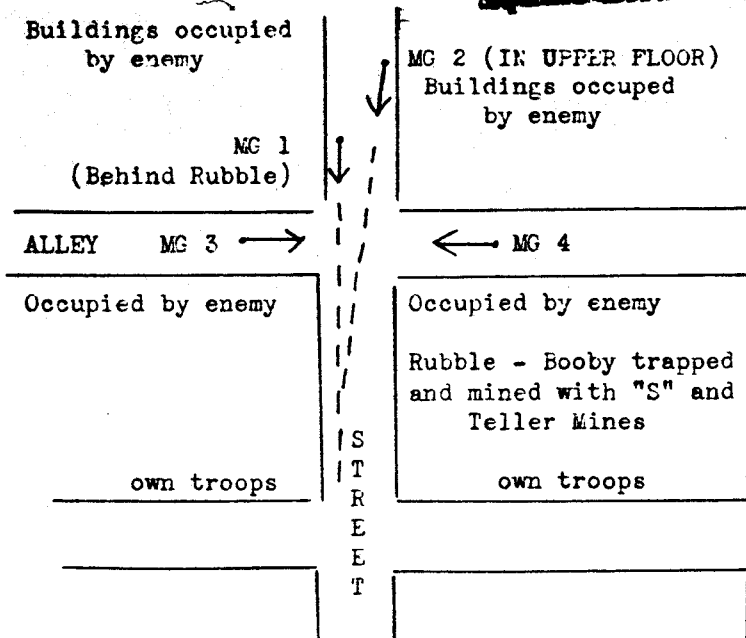 Buildings occupied
by enemy
MG 2 (IN UPPER FLOOR)
Buildings occuped
by enemy
MG 1
(Behind Rubble)
ALLEY MG 3
MG 4
Occupied by enemy
Occupied by enemy
Rubble - Booby trapped
and mined with "S" and
Teller Mines
own troops
own troops
STREET